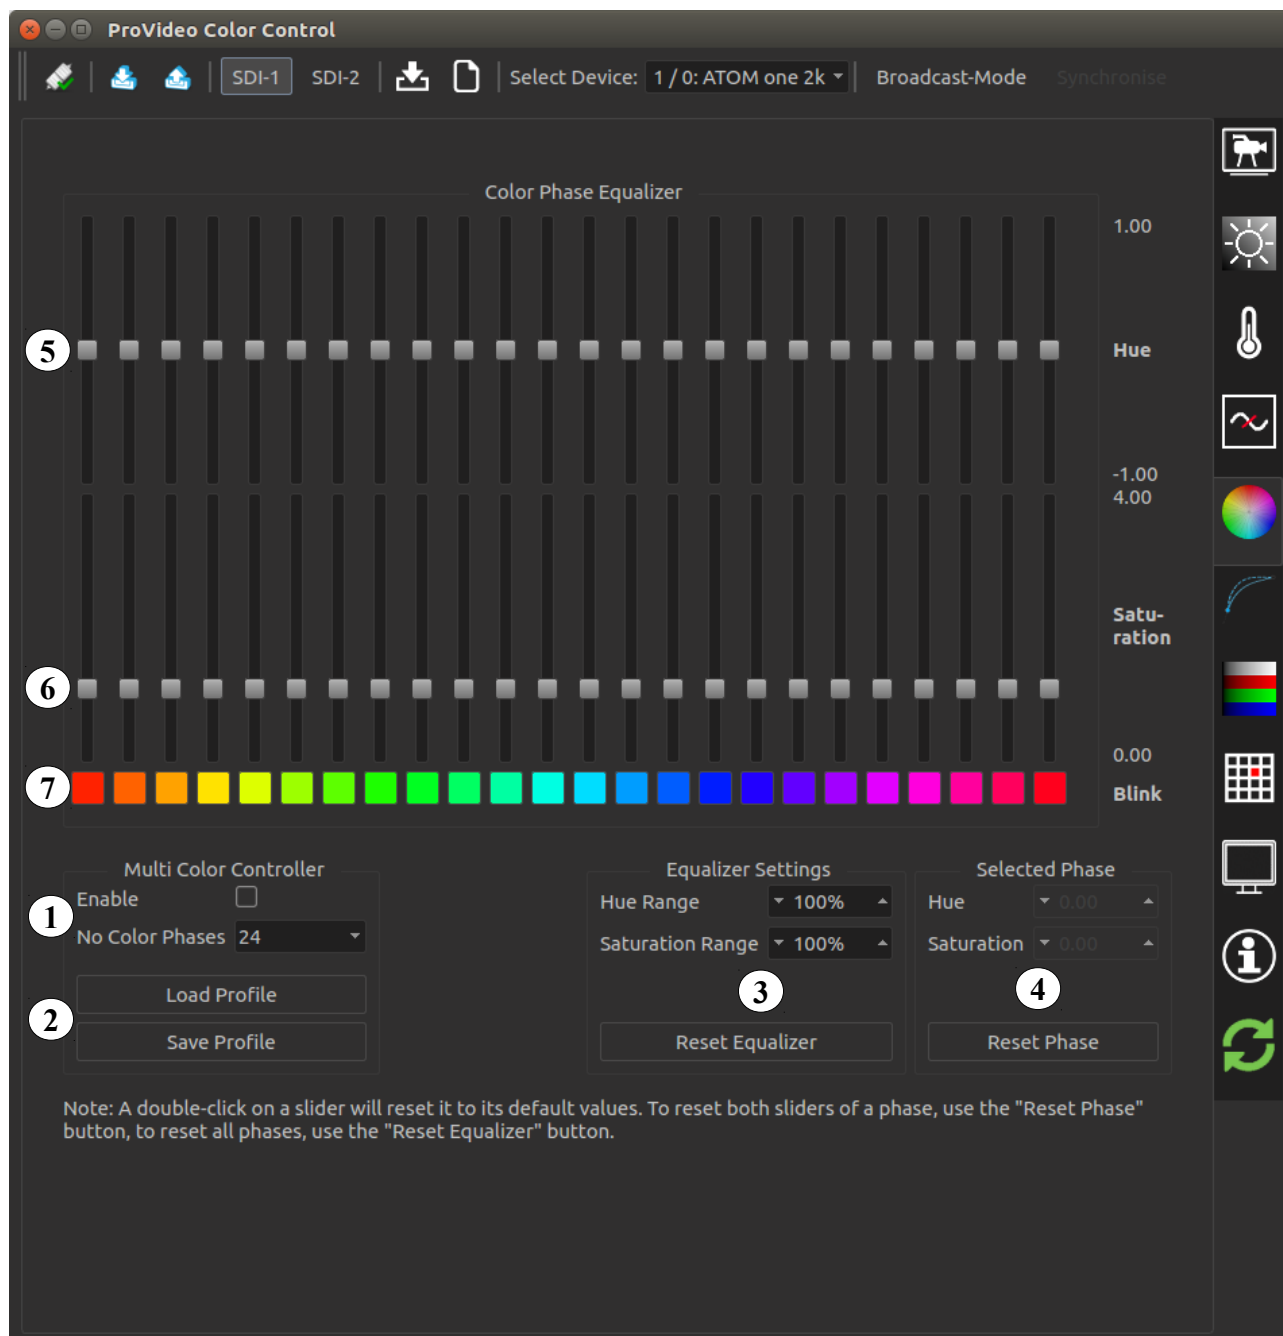 ProVideo Color Control
SDI-1 SDI-2 Select Device: 1 / 0: ATOM one 2k Broadcast-Mode Synchronise
Color Phase Equalizer
1.00
5 Hue
-1.00
4.00
Satu-
ration
6
0.00
7 Blink
Multi Color Controller Equalizer Settings Selected Phase
1 Enable Hue Range 100% Hue 0.00
No Color Phases 24 Saturation Range 100% Saturation 0.00
2 Load Profile 3 4
Save Profile Reset Equalizer Reset Phase
Note: A double-click on a slider will reset it to its default values. To reset both sliders of a phase, use the "Reset Phase"
button, to reset all phases, use the "Reset Equalizer" button.